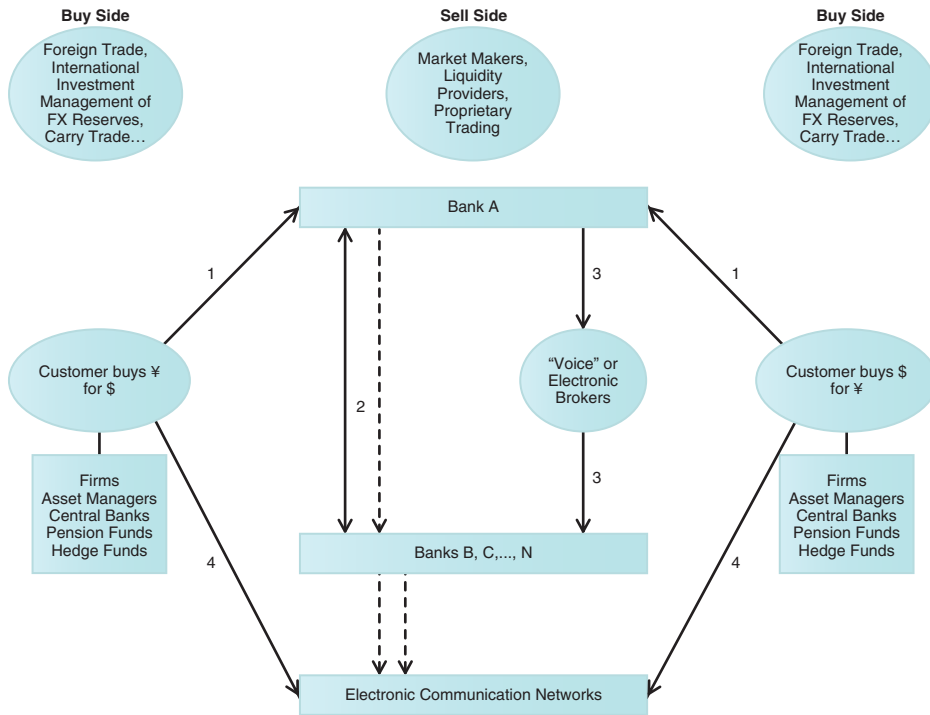 Buy Side
Sell Side
Buy Side
Foreign Trade,
International
Investment
Management of
FX Reserves,
Carry Trade…
Market Makers,
Liquidity
Providers,
Proprietary
Trading
Foreign Trade,
International
Investment
Management of
FX Reserves,
Carry Trade…
Bank A
1
3
1
Customer buys ¥
for $
2
“Voice” or
Electronic
Brokers
Customer buys $
for ¥
3
Firms
Asset Managers
Central Banks
Pension Funds
Hedge Funds
Firms
Asset Managers
Central Banks
Pension Funds
Hedge Funds
Banks B, C,..., N
4
4
Electronic Communication Networks